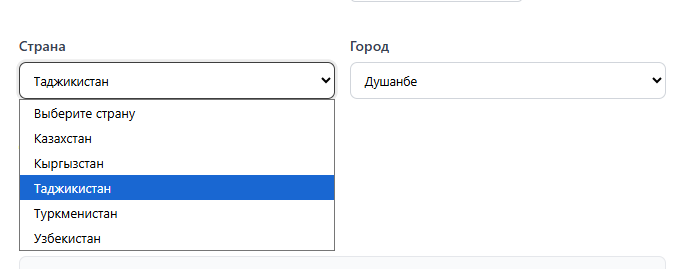 Страна
Город
Таджикистан
Душанбе
Выберите страну
Казахстан
Кыргызстан
Таджикистан
Туркменистан
Узбекистан